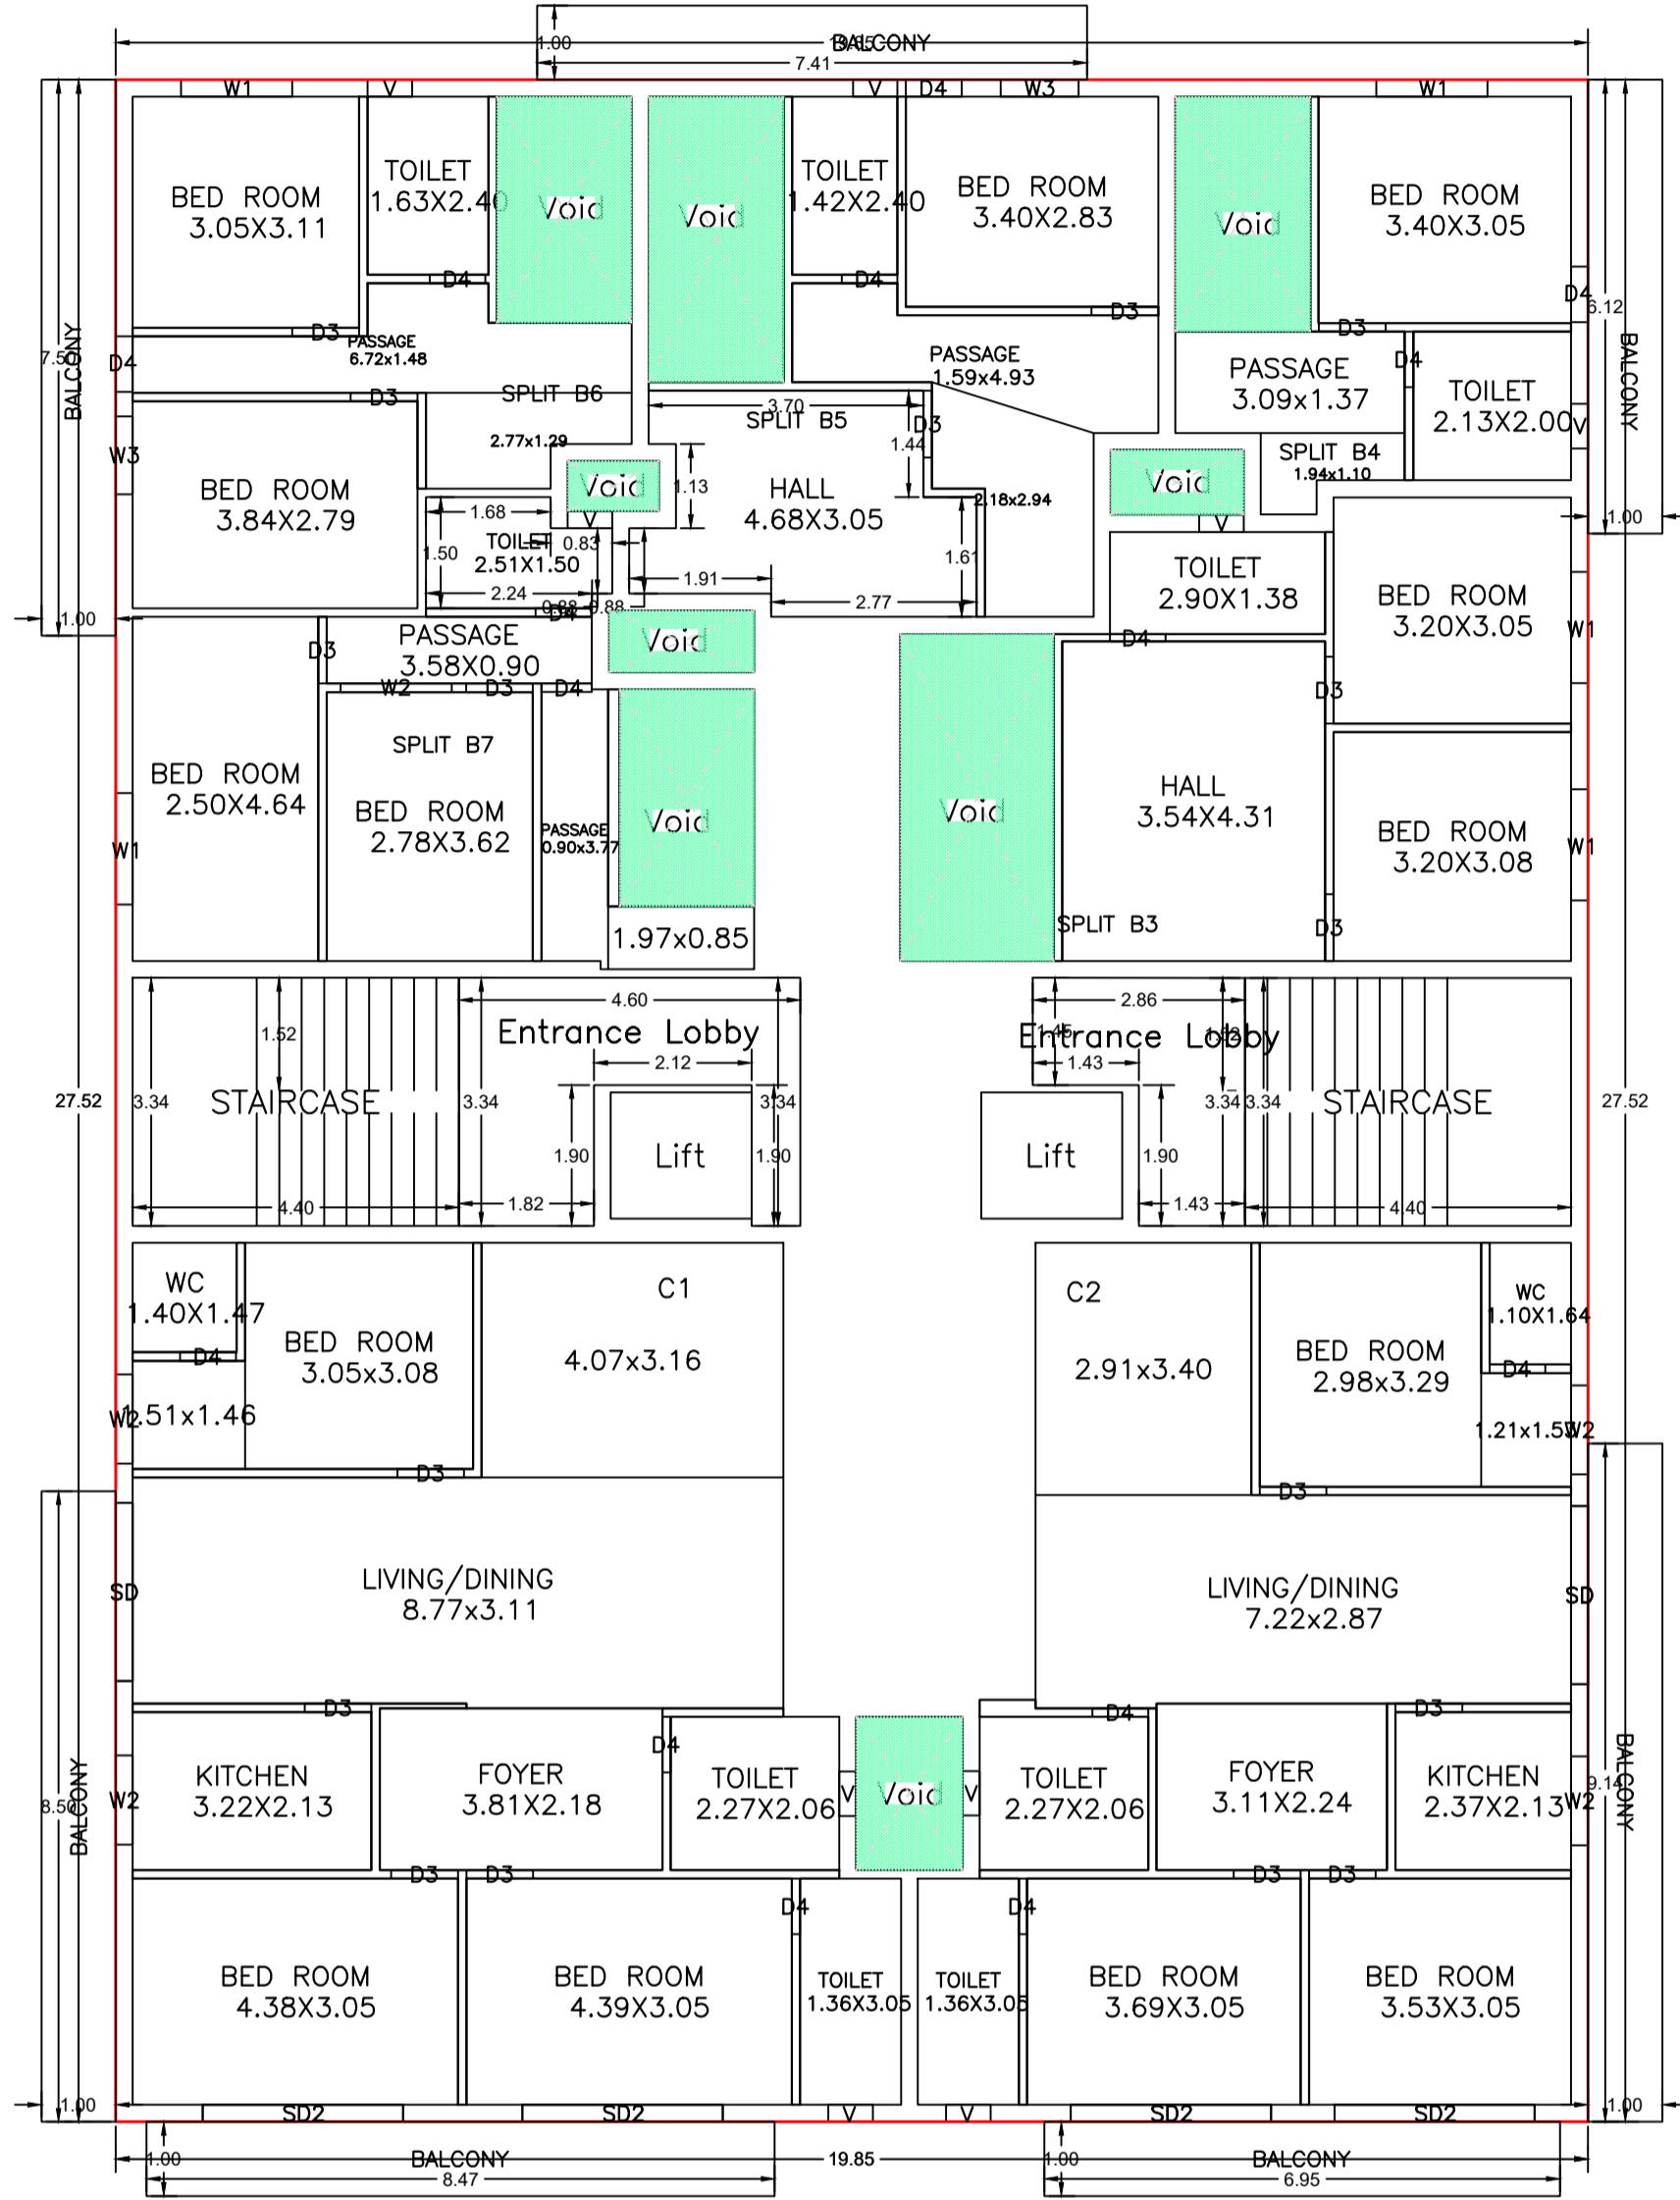 1.00
BALCONY
7.41
W1
V
V
D4
W3
W1
BED ROOM
3.05X3.11
TOILET
1.63X2.40
Void
Void
TOILET
1.42X2.40
BED ROOM
3.40X2.83
Void
BED ROOM
3.40X3.05
D4
D4
D4
6.12
BALCONY
D3
D3
D3
PASSAGE
6.72x1.48
7.50
BALCONY
D4
D3
SPLIT B6
2.77x1.29
PASSAGE
1.59x4.93
PASSAGE
3.09x1.37
D4
TOILET
2.13X2.00
V
3.70
SPLIT B5
D3
1.44
SPLIT B4
1.94x1.10
W3
BED ROOM
3.84X2.79
Void
1.13
HALL
4.68X3.05
2.18x2.94
Void
1.68
V
V
1.00
TOILET
2.51X1.50
1.50
0.83
1.61
2.24
1.91
2.77
0.88
0.88
D4
TOILET
2.90X1.38
BED ROOM
3.20X3.05
W1
1.00
D3
PASSAGE
3.58X0.90
Void
D4
W2
D3
D4
D3
SPLIT B7
BED ROOM
2.50X4.64
BED ROOM
2.78X3.62
PASSAGE
0.90x3.77
Void
Void
HALL
3.54X4.31
BED ROOM
3.20X3.08
W1
W1
1.97x0.85
SPLIT B3
D3
4.60
2.86
1.52
Entrance Lobby
1.45
Entrance Lobby
2.12
1.43
27.52
3.34
STAIRCASE
3.34
3.34
3.34
3.34
STAIRCASE
27.52
1.90
Lift
1.90
Lift
1.90
4.40
1.82
1.43
4.40
WC
1.40X1.47
C1
C2
WC
1.10X1.64
BED ROOM
3.05x3.08
4.07x3.16
2.91x3.40
BED ROOM
2.98x3.29
D4
D4
W2
1.51x1.46
1.21x1.53
W2
D3
D3
SD
LIVING/DINING
8.77x3.11
LIVING/DINING
7.22x2.87
SD
D3
D4
D4
D3
8.50
BALCONY
W2
KITCHEN
3.22X2.13
FOYER
3.81X2.18
TOILET
2.27X2.06
V
Void
V
TOILET
2.27X2.06
FOYER
3.11X2.24
KITCHEN
2.37X2.13
W2
9.14
BALCONY
D3
D3
D3
D3
D4
D4
BED ROOM
4.38X3.05
BED ROOM
4.39X3.05
TOILET
1.36X3.05
TOILET
1.36X3.05
BED ROOM
3.69X3.05
BED ROOM
3.53X3.05
1.00
1.00
SD2
SD2
V
V
SD2
SD2
1.00
BALCONY
19.85
1.00
BALCONY
8.47
6.95